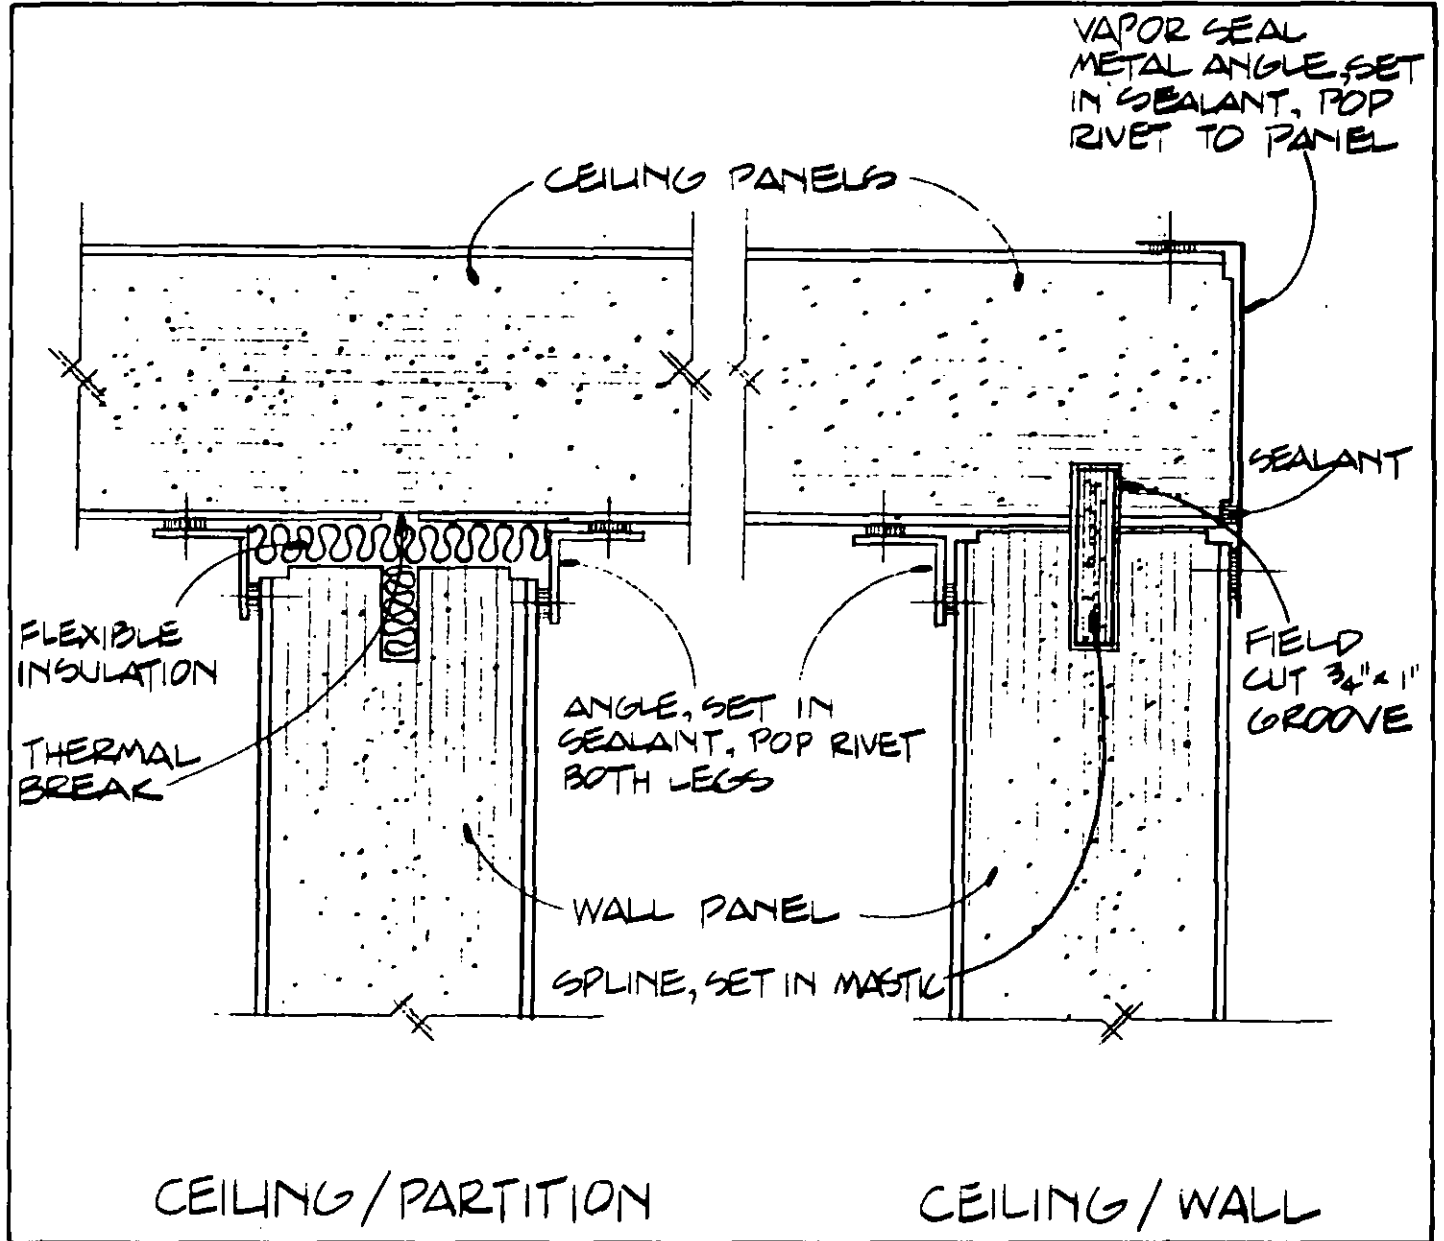 VAPOR SEAL
METAL ANGLE, SET
IN SEALANT, POP
RIVET TO PANEL
CEILING PANELS
SEALANT
FLEXIBLE
INSULATION
THERMAL
BREAK
ANGLE, SET IN
SEALANT, POP RIVET
BOTH LEGS
FIELD
CUT 3/4" x 1"
GROOVE
WALL PANEL
SPLINE, SET IN MASTIC
CEILING/PARTITION
CEILING/WALL